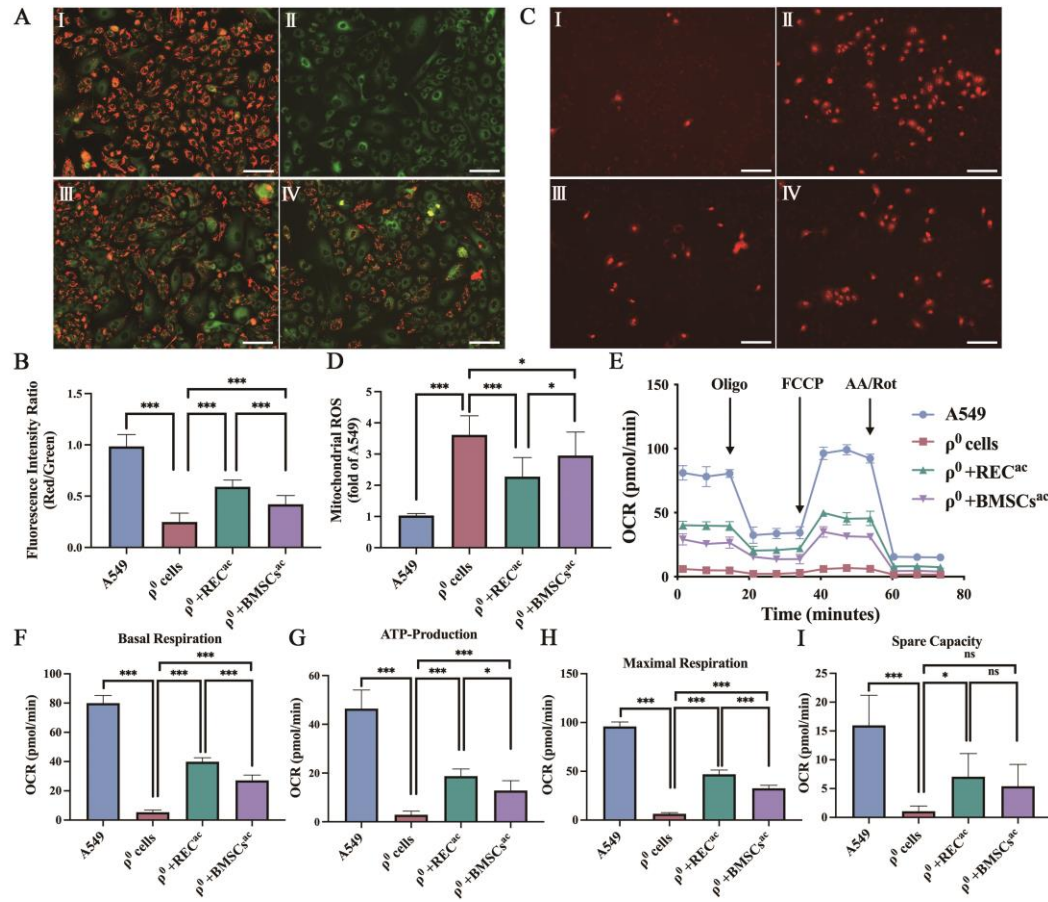 A
I
II
III
IV
C
I
II
III
IV
B
Fluorescence Intensity Ratio
(Red/Green)
1.5
1.0
0.5
0.0
***
***
***
***
A549
ρ⁰ cells
ρ⁰+RECᵃᶜ
ρ⁰+BMSCsᵃᶜ
D
Mitochondrial ROS
(fold of A549)
5
4
3
2
1
0
*
***
***
*
A549
ρ⁰ cells
ρ⁰+RECᵃᶜ
ρ⁰+BMSCsᵃᶜ
E
OCR (pmol/min)
150
100
50
0
Oligo
FCCP
AA/Rot
0
20
40
60
80
Time (minutes)
A549
ρ⁰ cells
ρ⁰+RECᵃᶜ
ρ⁰+BMSCsᵃᶜ
F
Basal Respiration
OCR (pmol/min)
100
80
60
40
20
0
***
***
***
***
A549
ρ⁰ cells
ρ⁰+RECᵃᶜ
ρ⁰+BMSCsᵃᶜ
G
ATP-Production
OCR (pmol/min)
60
40
20
0
***
***
***
*
A549
ρ⁰ cells
ρ⁰+RECᵃᶜ
ρ⁰+BMSCsᵃᶜ
H
Maximal Respiration
OCR (pmol/min)
150
100
50
0
***
***
***
***
A549
ρ⁰ cells
ρ⁰+RECᵃᶜ
ρ⁰+BMSCsᵃᶜ
I
Spare Capacity
OCR (pmol/min)
25
20
15
10
5
0
ns
***
*
ns
A549
ρ⁰ cells
ρ⁰+RECᵃᶜ
ρ⁰+BMSCsᵃᶜ